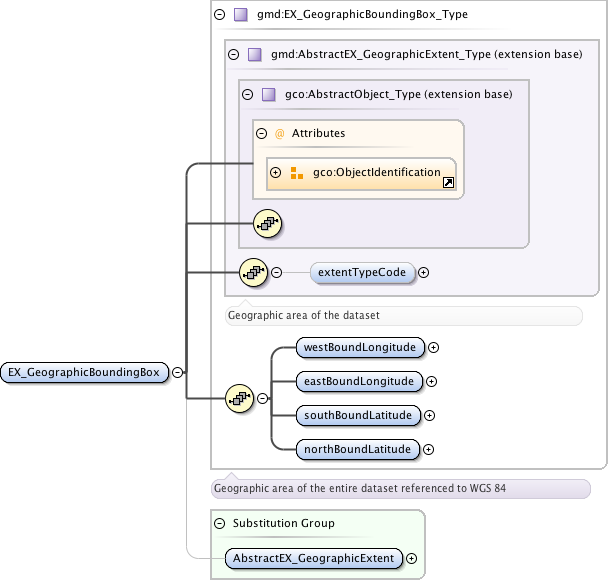 gmd:EX_GeographicBoundingBox_Type
gmd:AbstractEX_GeographicExtent_Type (extension base)
gco:AbstractObject_Type (extension base)
@ Attributes
gco:ObjectIdentification
extentTypeCode
Geographic area of the dataset
EX_GeographicBoundingBox
westBoundLongitude
eastBoundLongitude
southBoundLatitude
northBoundLatitude
Geographic area of the entire dataset referenced to WGS 84
Substitution Group
AbstractEX_GeographicExtent